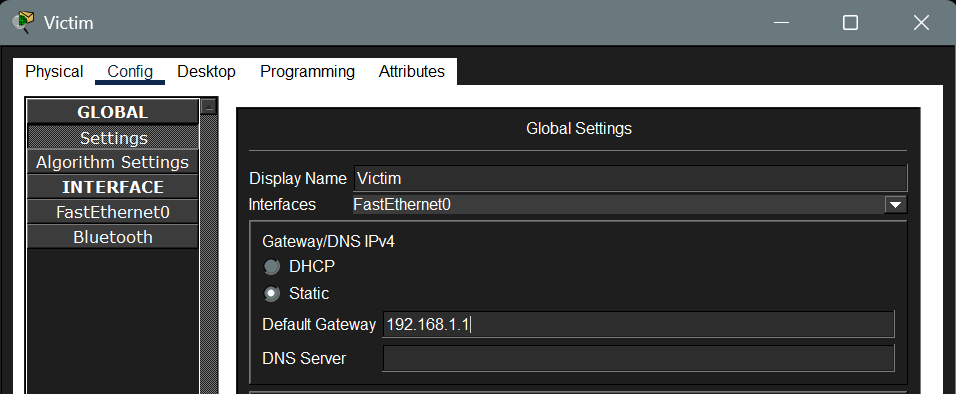 Victim
Physical Config Desktop Programming Attributes
GLOBAL
Settings
Algorithm Settings
INTERFACE
FastEthernet0
Bluetooth
Global Settings
Display Name Victim
Interfaces FastEthernet0
Gateway/DNS IPv4
DHCP
Static
Default Gateway 192.168.1.1
DNS Server